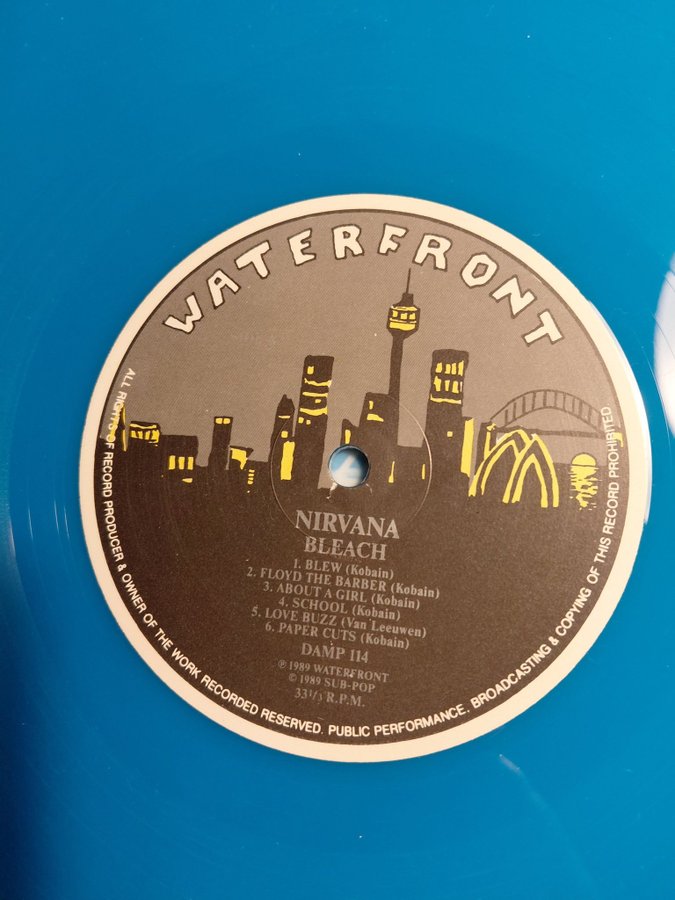 WATERFRONT
NIRVANA
BLEACH
1. BLEW (Kobain)
2. FLOYD THE BARBER (Kobain)
3. ABOUT A GIRL (Kobain)
4. SCHOOL (Kobain)
5. LOVE BUZZ (Van Leeuwen)
6. PAPER CUTS (Kobain)
DAMP 114
℗ 1989 WATERFRONT
© 1989 SUB-POP
33⅓ R.P.M.
ALL RIGHTS OF RECORD PRODUCER & OWNER OF THE WORK RECORDED RESERVED. PUBLIC PERFORMANCE, BROADCASTING & COPYING OF THIS RECORD PROHIBITED.